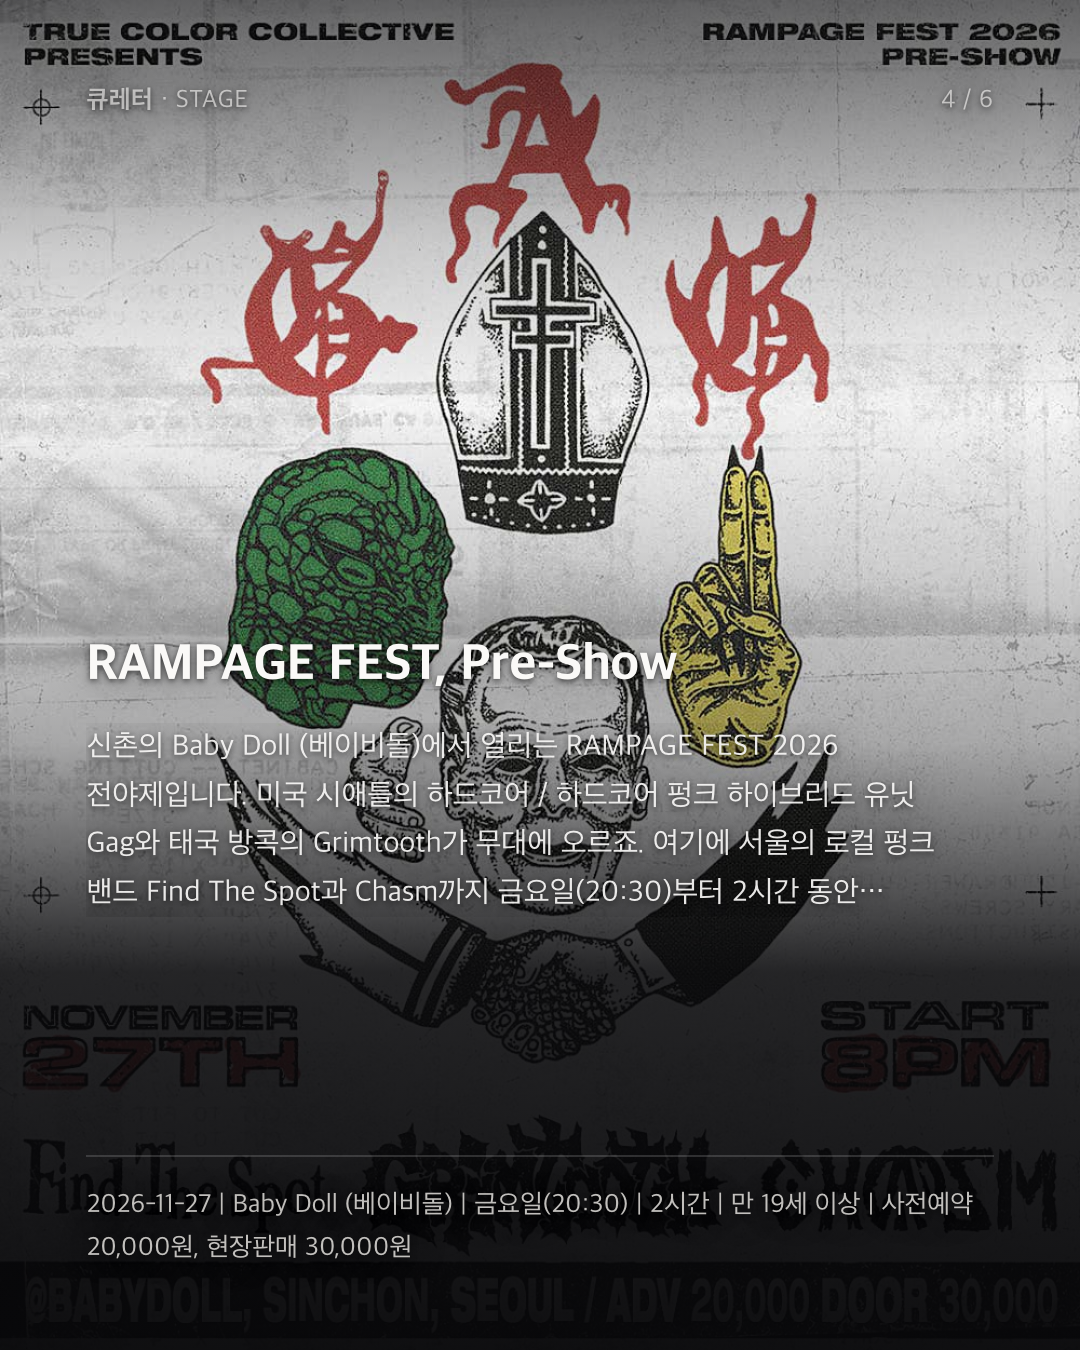 TRUE COLOR COLLECTIVE
PRESENTS
RAMPAGE FEST 2026
PRE-SHOW
큐레터 · STAGE
4 / 6
GAG
RAMPAGE FEST, Pre-Show
신촌의 Baby Doll (베이비돌)에서 열리는 RAMPAGE FEST 2026
전야제입니다. 미국 시애틀의 하드코어 / 하드코어 펑크 하이브리드 유닛
Gag와 태국 방콕의 Grimtooth가 무대에 오르죠. 여기에 서울의 로컬 펑크
밴드 Find The Spot과 Chasm까지 금요일(20:30)부터 2시간 동안…
NOVEMBER
27TH
START
8PM
Find The Spot
GRIMTOOTH
CHASM
2026-11-27 | Baby Doll (베이비돌) | 금요일(20:30) | 2시간 | 만 19세 이상 | 사전예약
20,000원, 현장판매 30,000원
@BABYDOLL, SINCHON, SEOUL / ADV 20,000 DOOR 30,000